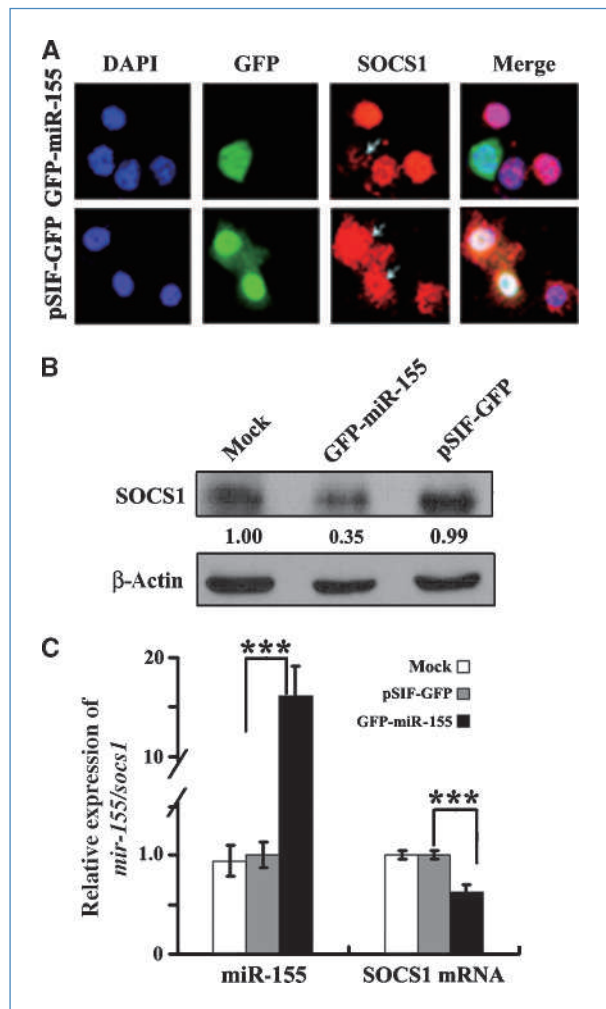 A
DAPI GFP SOCS1 Merge
GFP-miR-155
pSIF-GFP
B
Mock GFP-miR-155 pSIF-GFP
SOCS1
1.00 0.35 0.99
β-Actin
C
Relative expression of
mir-155/socs1
20
10
1.0
0
***
***
Mock
pSIF-GFP
GFP-miR-155
miR-155 SOCS1 mRNA